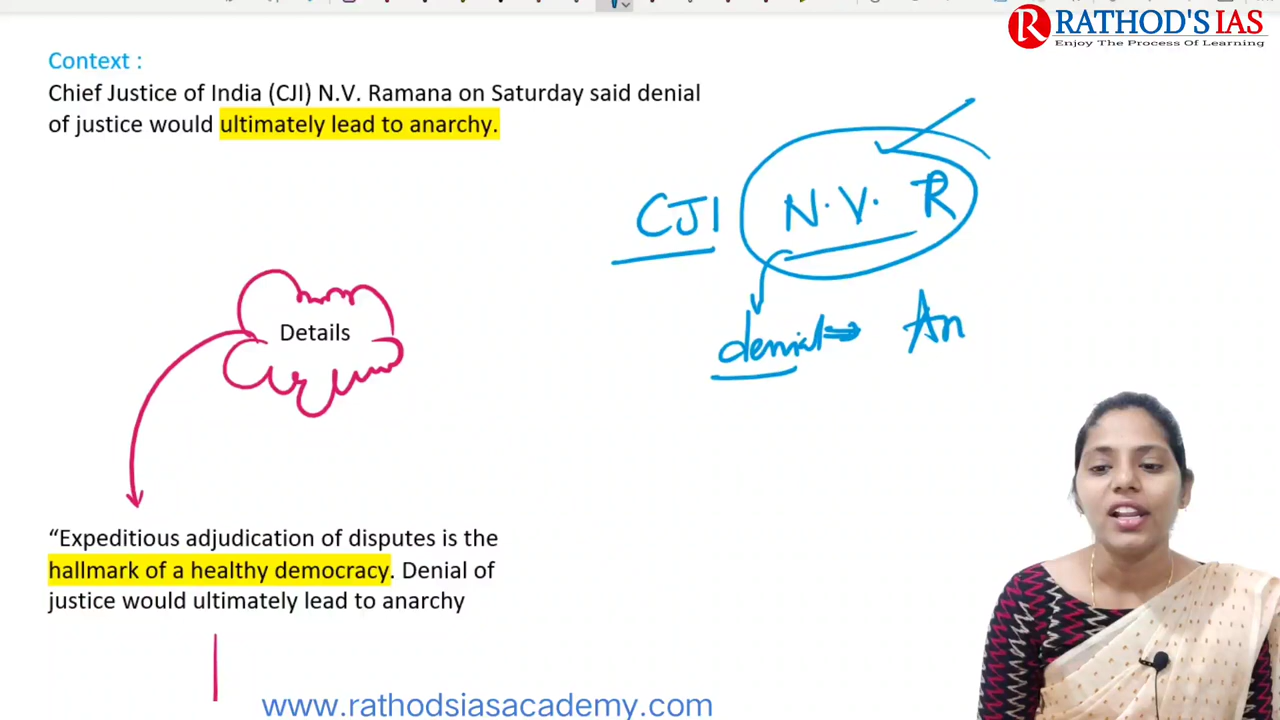 RATHOD'S IAS
Enjoy The Process Of Learning
Context :
Chief Justice of India (CJI) N.V. Ramana on Saturday said denial
of justice would ultimately lead to anarchy.
CJI N.V. R
denial An
Details
“Expeditious adjudication of disputes is the
hallmark of a healthy democracy. Denial of
justice would ultimately lead to anarchy
www.rathodsiasacademy.com